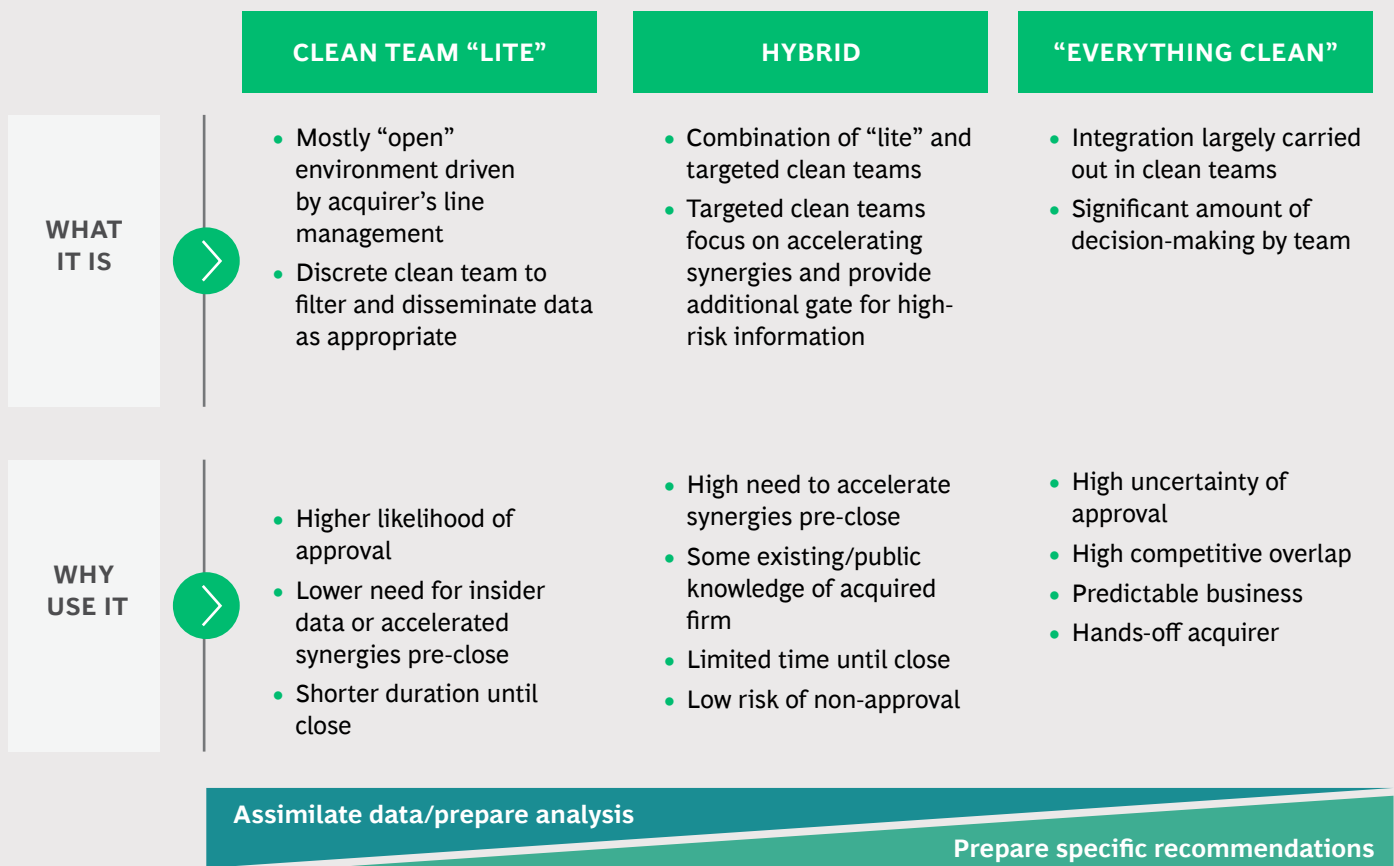 CLEAN TEAM “LITE”
HYBRID
“EVERYTHING CLEAN”
WHAT
IT IS
• Mostly “open”
environment driven
by acquirer’s line
management
• Discrete clean team to
filter and disseminate data
as appropriate
• Combination of “lite” and
targeted clean teams
• Targeted clean teams
focus on accelerating
synergies and provide
additional gate for high-
risk information
• Integration largely carried
out in clean teams
• Significant amount of
decision-making by team
WHY
USE IT
• Higher likelihood of
approval
• Lower need for insider
data or accelerated
synergies pre-close
• Shorter duration until
close
• High need to accelerate
synergies pre-close
• Some existing/public
knowledge of acquired
firm
• Limited time until close
• Low risk of non-approval
• High uncertainty of
approval
• High competitive overlap
• Predictable business
• Hands-off acquirer
Assimilate data/prepare analysis
Prepare specific recommendations